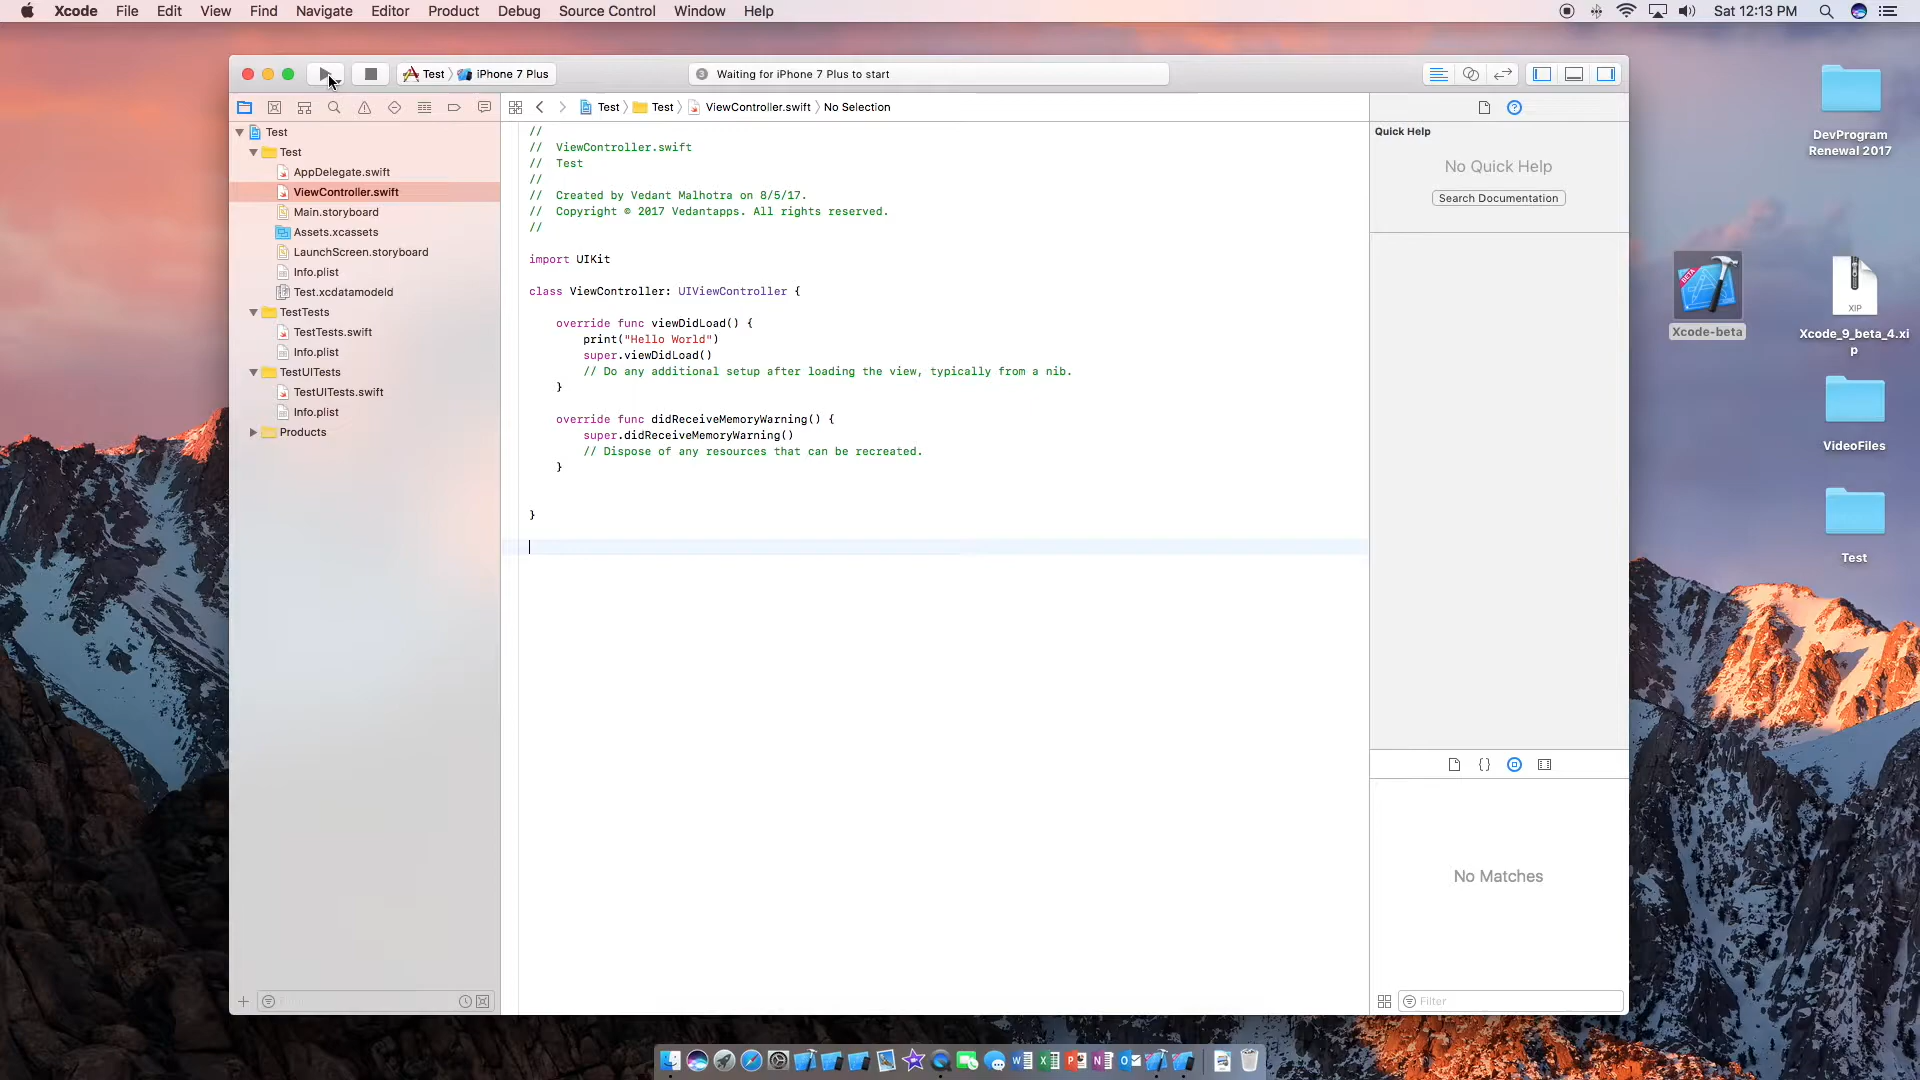 Xcode File Edit View Find Navigate Editor Product Debug Source Control Window Help
Sat 12:13 PM
Test iPhone 7 Plus
3 Waiting for iPhone 7 Plus to start
Test Test ViewController.swift No Selection
Test
Test
AppDelegate.swift
ViewController.swift
Main.storyboard
Assets.xcassets
LaunchScreen.storyboard
Info.plist
Test.xcdatamodeld
TestTests
TestTests.swift
Info.plist
TestUITests
TestUITests.swift
Info.plist
Products
//
// ViewController.swift
// Test
//
// Created by Vedant Malhotra on 8/5/17.
// Copyright © 2017 Vedantapps. All rights reserved.
//
import UIKit
class ViewController: UIViewController {
override func viewDidLoad() {
print("Hello World")
super.viewDidLoad()
// Do any additional setup after loading the view, typically from a nib.
}
override func didReceiveMemoryWarning() {
super.didReceiveMemoryWarning()
// Dispose of any resources that can be recreated.
}
}
Quick Help
No Quick Help
Search Documentation
{}
No Matches
Filter
DevProgram
Renewal 2017
BETA
Xcode-beta
XIP
Xcode_9_beta_4.xi
p
VideoFiles
Test